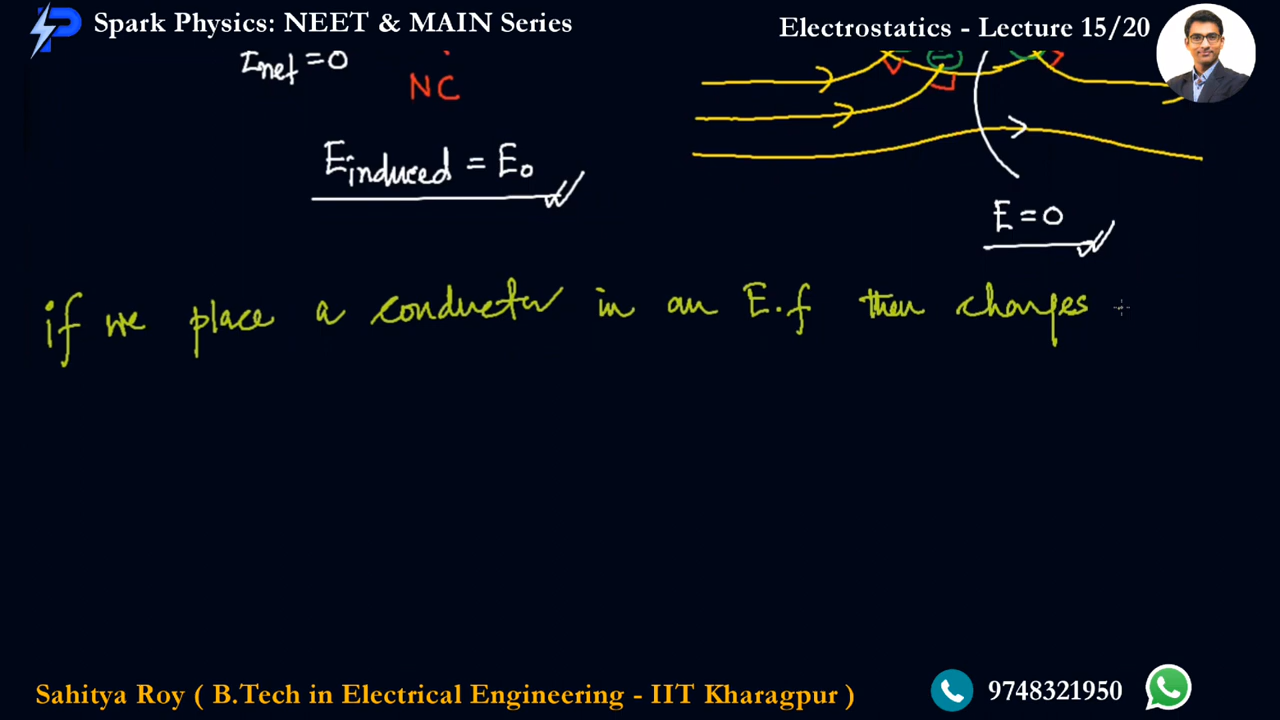 Spark Physics: NEET & MAIN Series
Electrostatics - Lecture 15/20
Enet = 0
NC
Einduced = E0
E = 0
if we place a conductor in an E.f then charges
Sahitya Roy ( B.Tech in Electrical Engineering - IIT Kharagpur )
9748321950